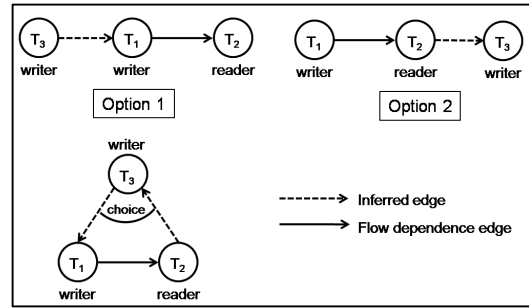 T3 T1 T2
writer writer reader
Option 1
T1 T2 T3
writer reader writer
Option 2
writer
T3
choice
T1 T2
writer reader
Inferred edge
Flow dependence edge